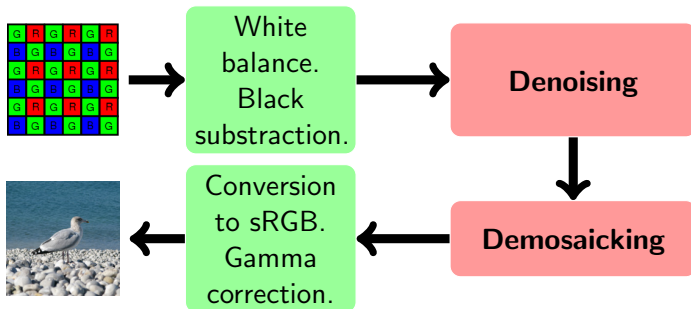 G R G R G R
B G B G B G
G R G R G R
B G B G B G
G R G R G R
B G B G B G
White
balance.
Black
substraction.
Denoising
Demosaicking
Conversion
to sRGB.
Gamma
correction.